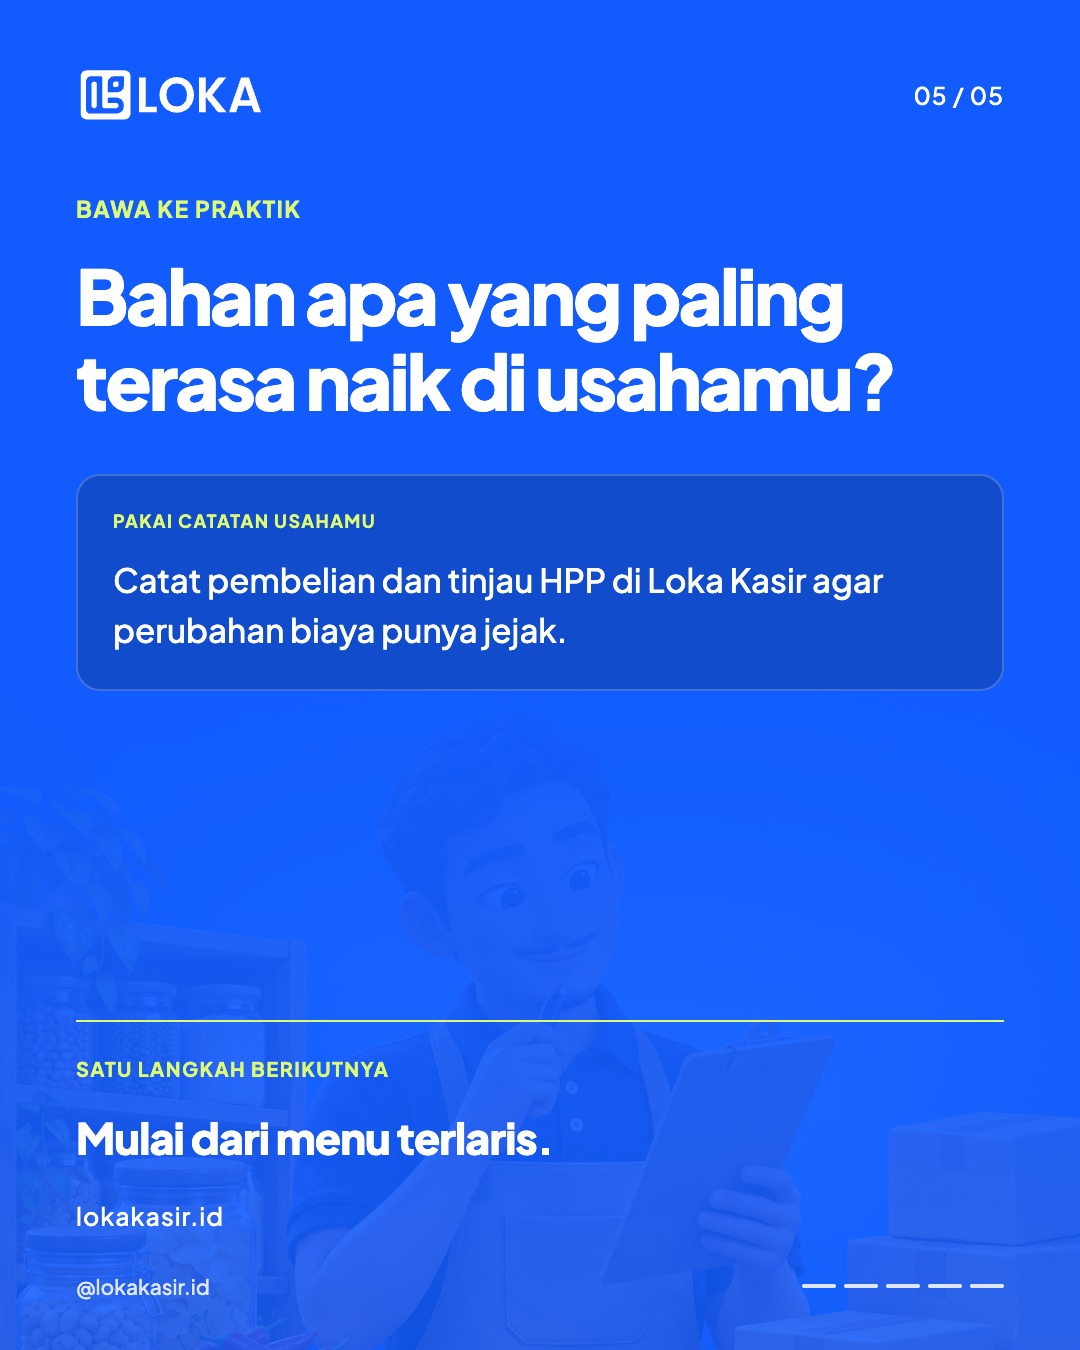 LOKA
05 / 05
BAWA KE PRAKTIK
Bahan apa yang paling
terasa naik di usahamu?
PAKAI CATATAN USAHAMU
Catat pembelian dan tinjau HPP di Loka Kasir agar
perubahan biaya punya jejak.
SATU LANGKAH BERIKUTNYA
Mulai dari menu terlaris.
lokakasir.id
@lokakasir.id